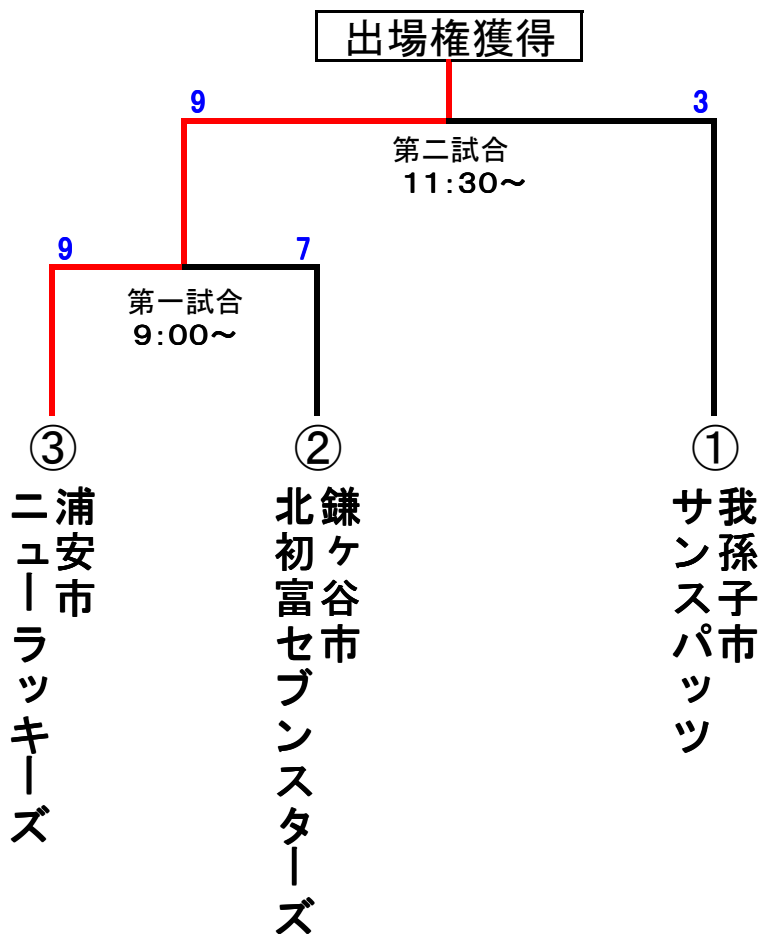 出場権獲得
9
3
第二試合
11：30～
9
7
第一試合
9：00～
③
②
①
浦安市
ニューラッキーズ
鎌ケ谷市
北初富セブンスターズ
我孫子市
サンスパッツ